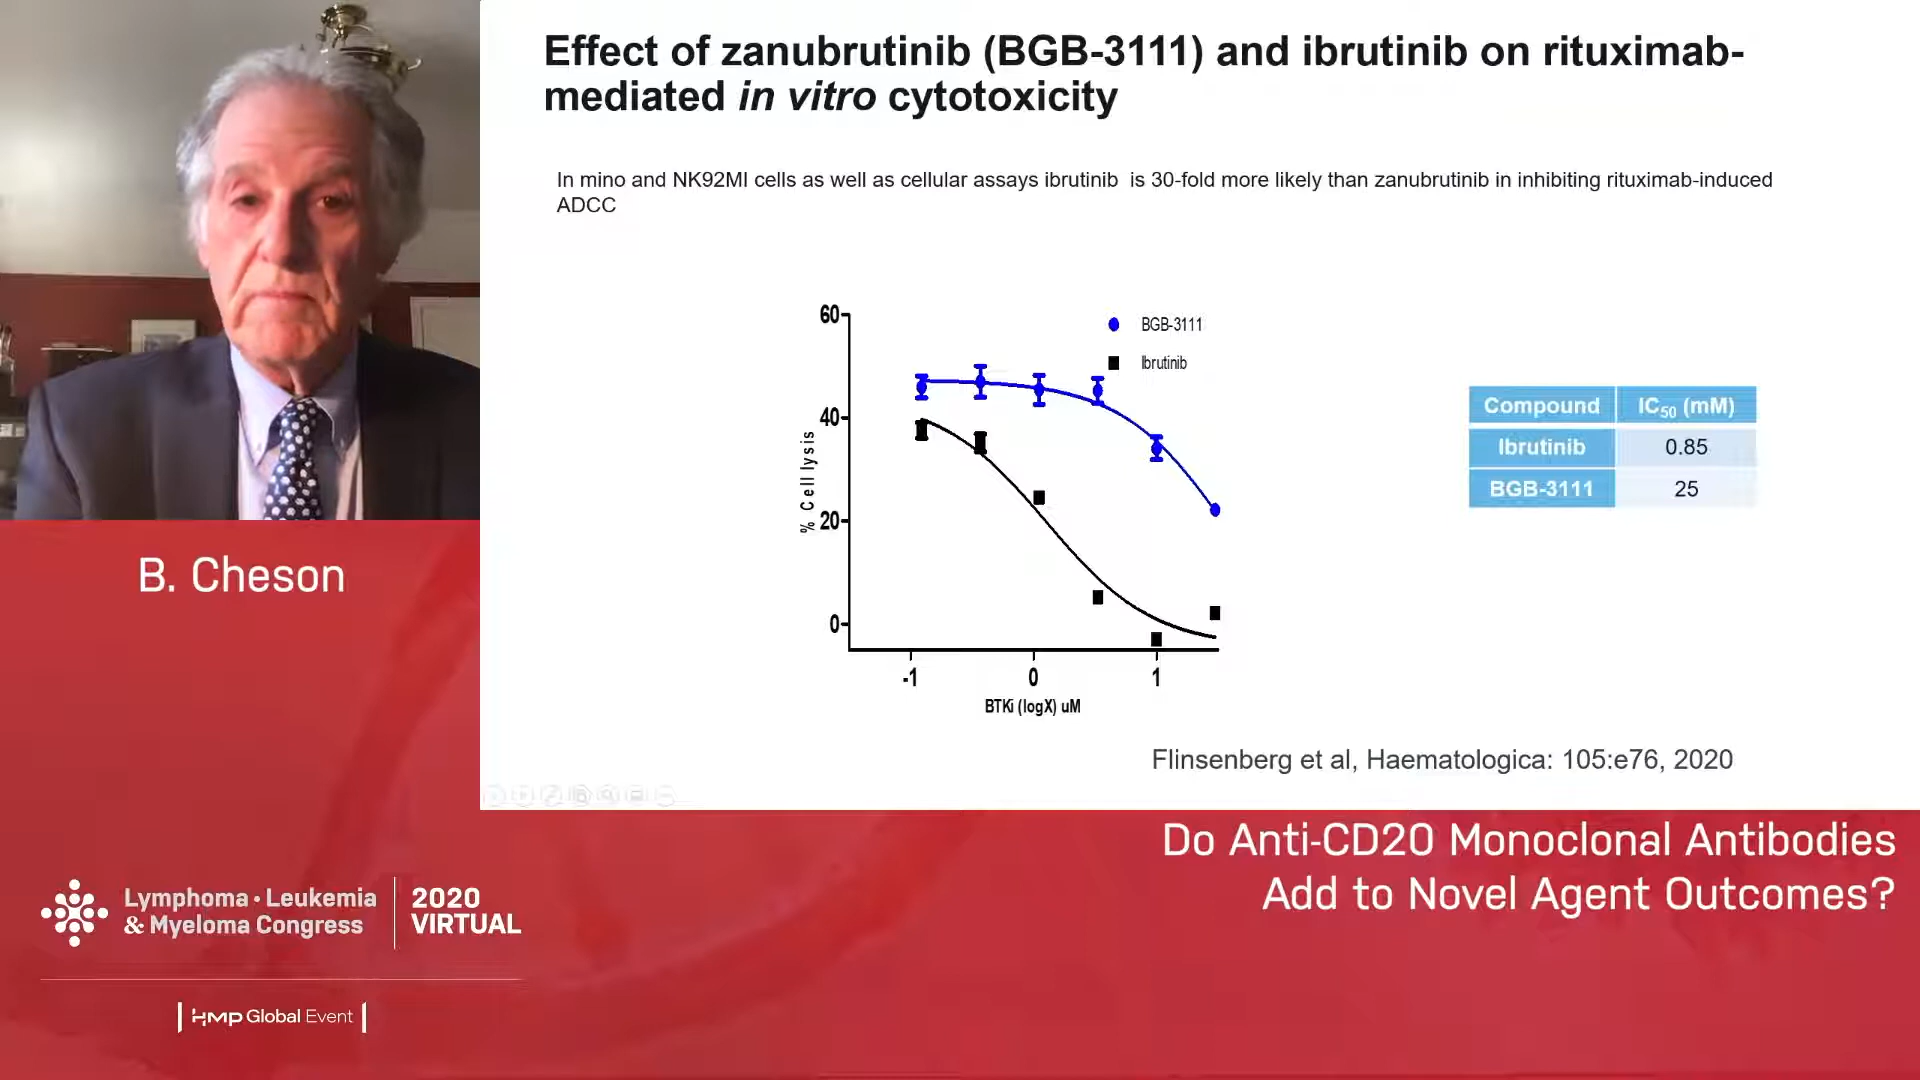 Effect of zanubrutinib (BGB-3111) and ibrutinib on rituximab-
mediated in vitro cytotoxicity
In mino and NK92MI cells as well as cellular assays ibrutinib is 30-fold more likely than zanubrutinib in inhibiting rituximab-induced
ADCC
60
40
20
0
% Cell lysis
BGB-3111
Ibrutinib
-1 0 1
BTKi (logX) uM
Compound IC50 (mM)
Ibrutinib 0.85
BGB-3111 25
Flinsenberg et al, Haematologica: 105:e76, 2020
B. Cheson
Do Anti-CD20 Monoclonal Antibodies
Add to Novel Agent Outcomes?
Lymphoma • Leukemia
& Myeloma Congress
2020
VIRTUAL
HMP Global Event